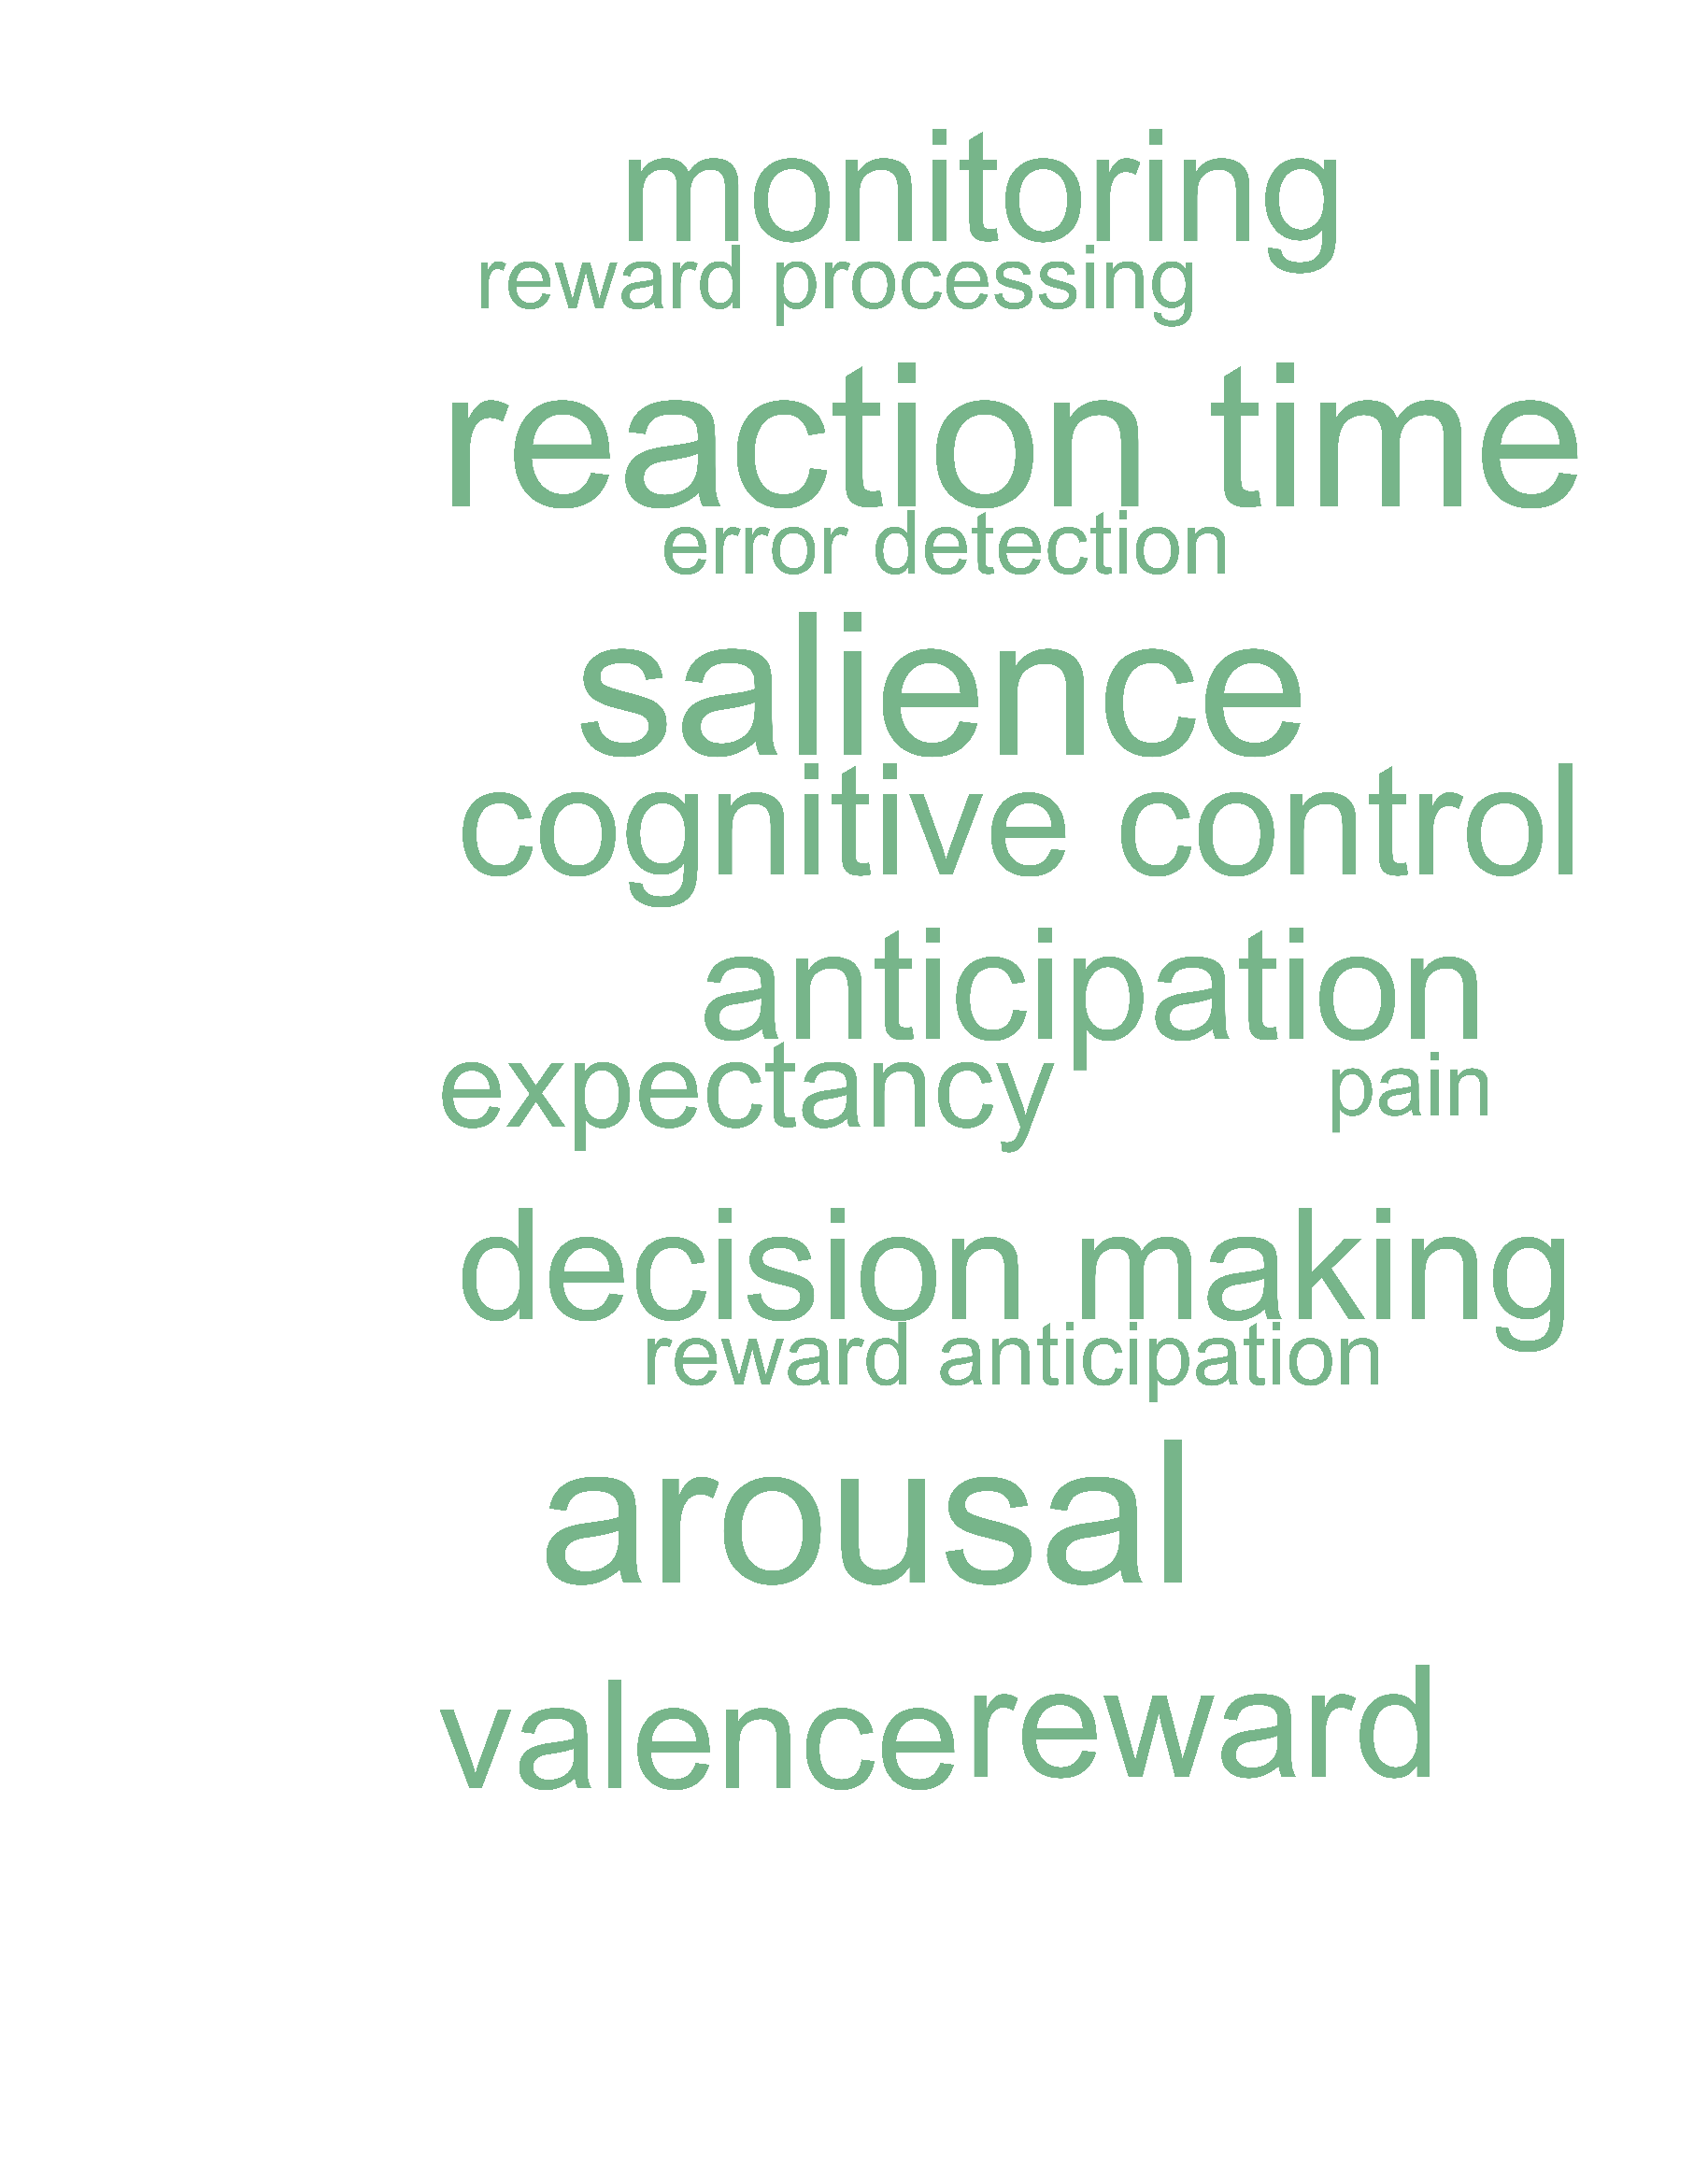 monitoring
reward processing
reaction time
error detection
salience
cognitive control
anticipation
expectancy pain
decision making
reward anticipation
arousal
valence reward